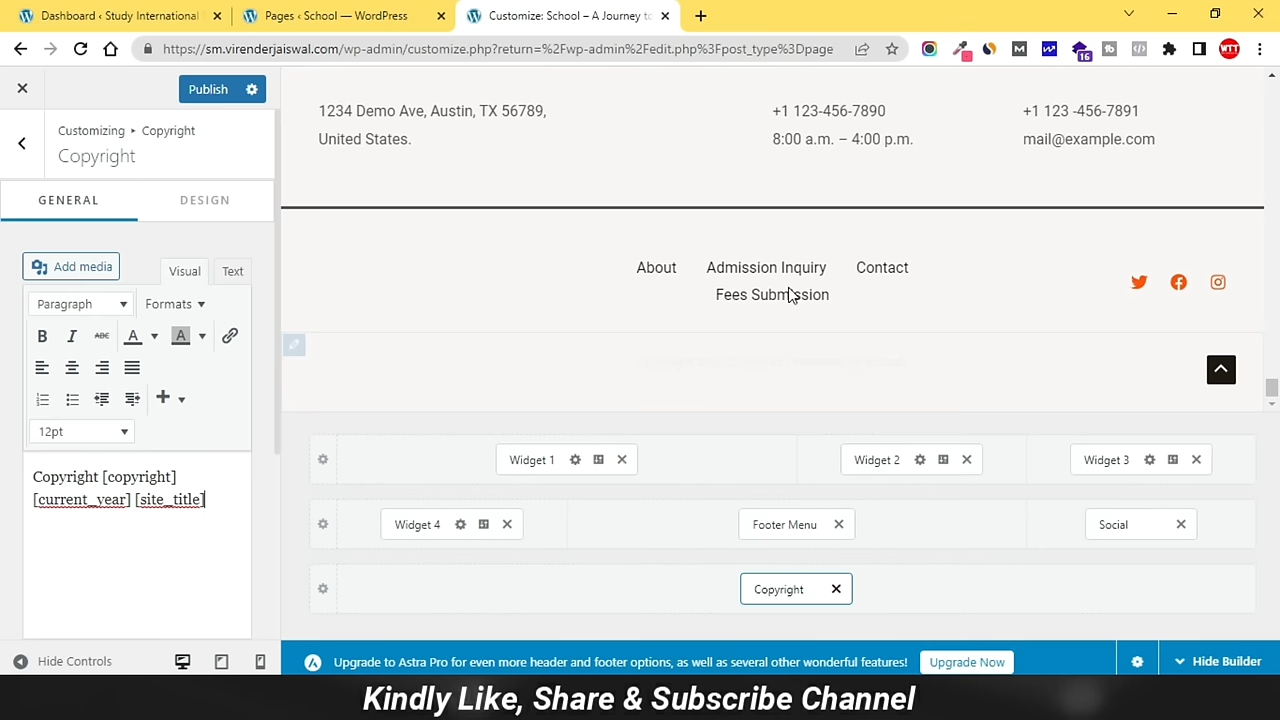 Dashboard ‹ Study International
Pages ‹ School — WordPress
Customize: School – A Journey to
https://sm.virenderjaiswal.com/wp-admin/customize.php?return=%2Fwp-admin%2Fedit.php%3Fpost_type%3Dpage
16
WTT
Publish
Customizing ▸ Copyright
Copyright
GENERAL
DESIGN
Add media
Visual
Text
Paragraph
Formats
B I ABC A A
12pt
Copyright [copyright]
[current_year] [site_title]
Hide Controls
1234 Demo Ave, Austin, TX 56789,
United States.
+1 123-456-7890
8:00 a.m. – 4:00 p.m.
+1 123 -456-7891
mail@example.com
About
Admission Inquiry
Contact
Fees Submission
Widget 1
Widget 2
Widget 3
Widget 4
Footer Menu
Social
Copyright
Upgrade to Astra Pro for even more header and footer options, as well as several other wonderful features!
Upgrade Now
Hide Builder
Kindly Like, Share & Subscribe Channel